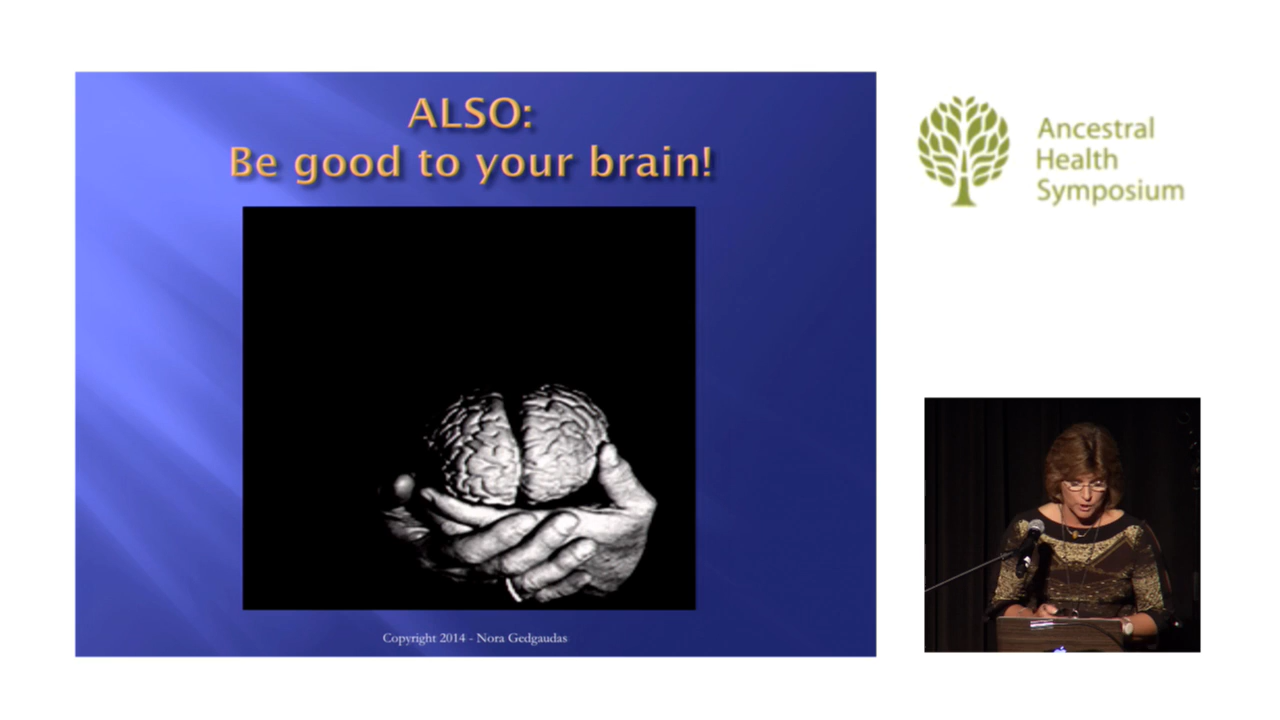 ALSO:
Be good to your brain!
Copyright 2014 - Nora Gedgaudas
Ancestral
Health
Symposium